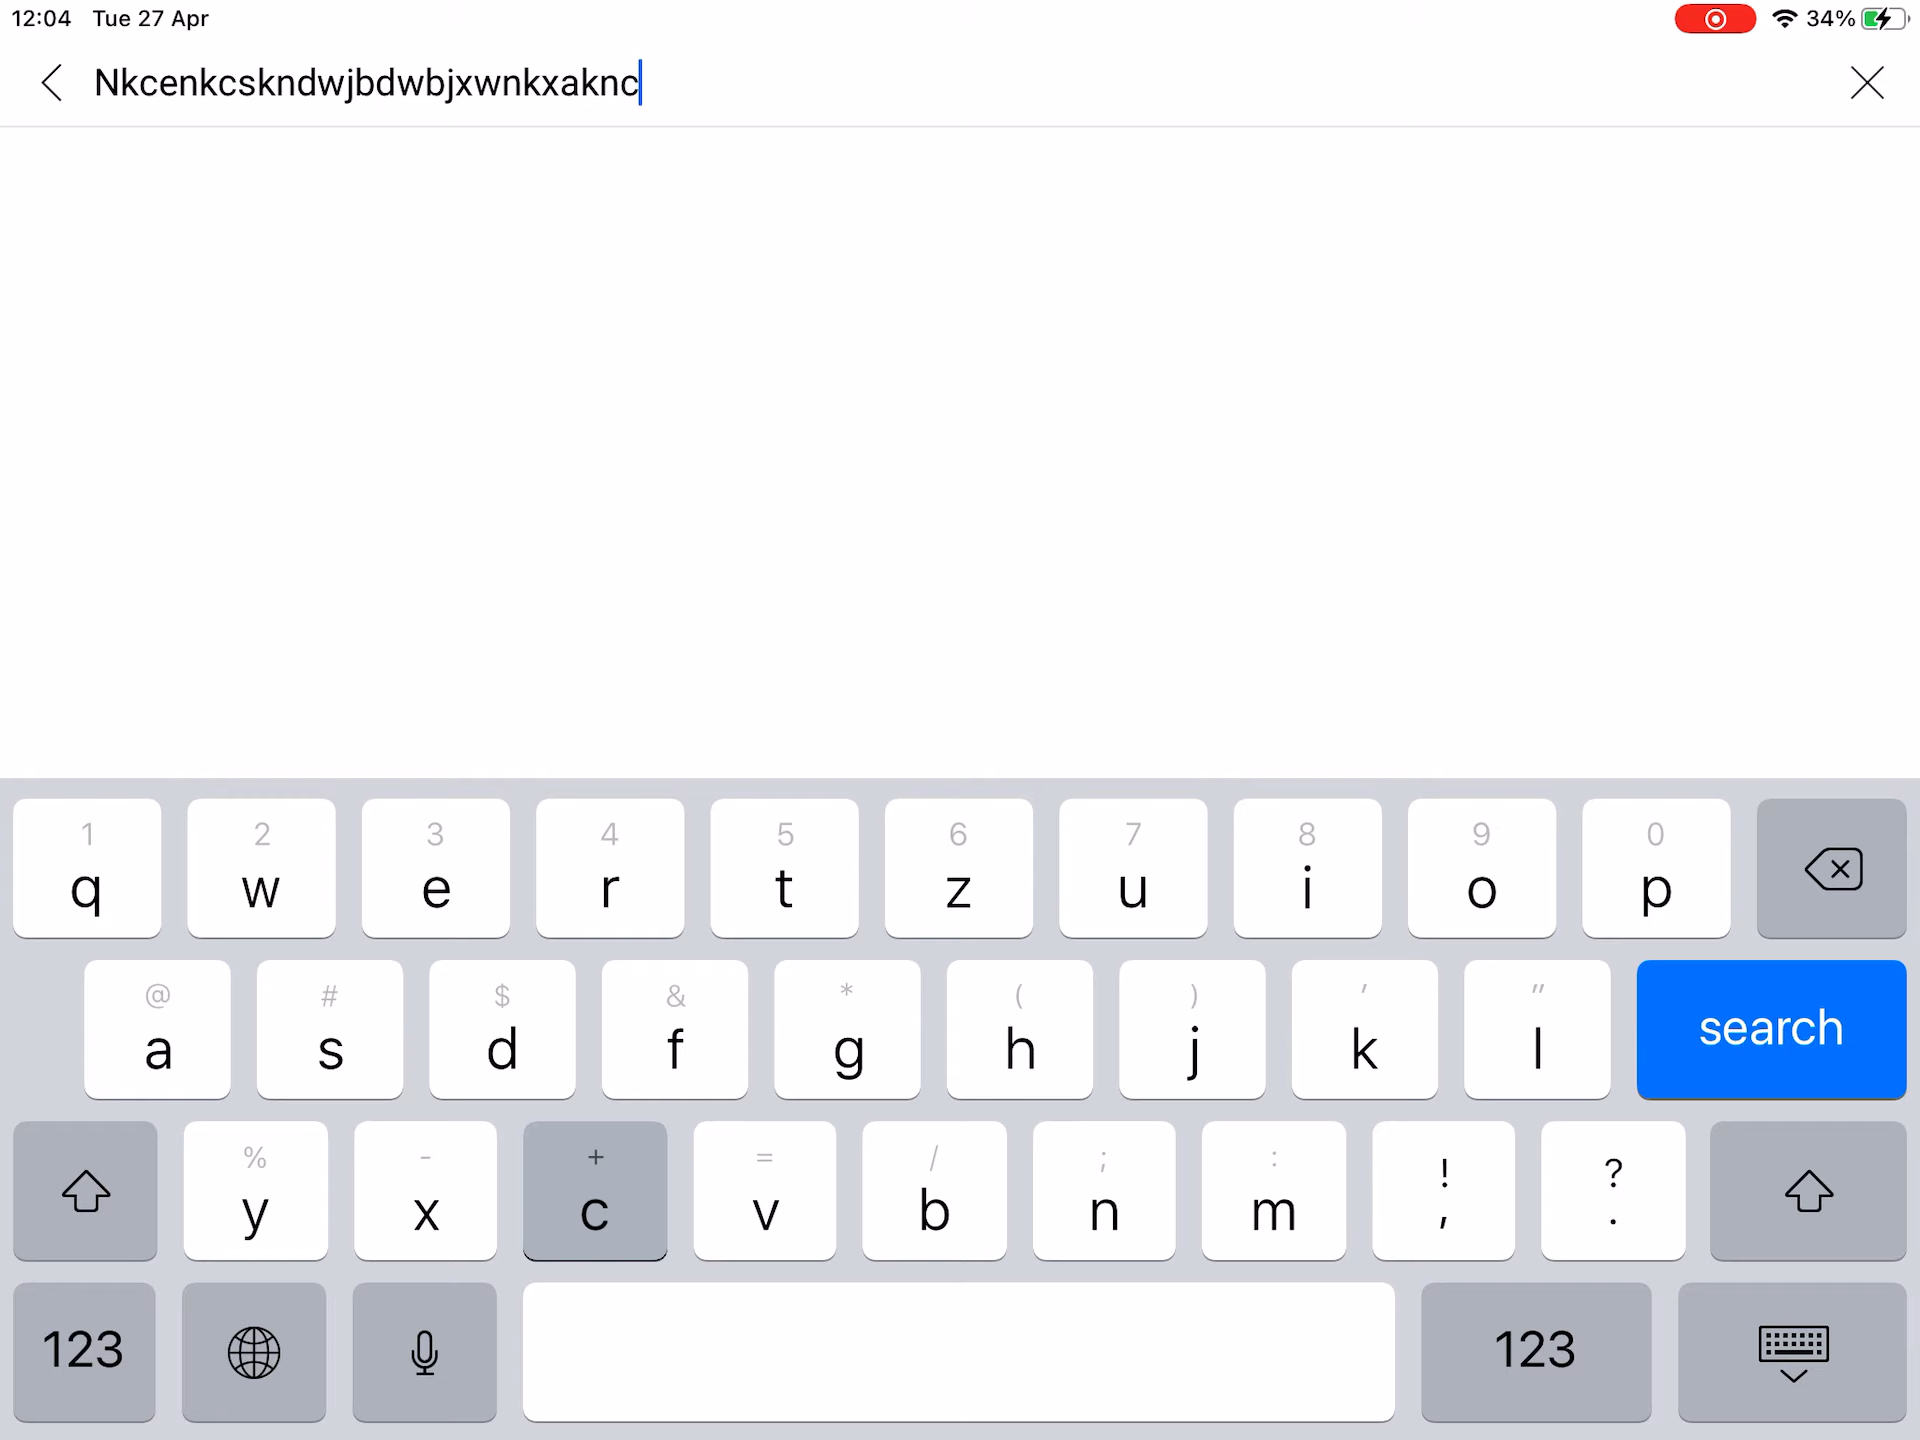 12:04 Tue 27 Apr 34%
Nkcenkcskndwjbdwbjxwnkxaknc
1 2 3 4 5 6 7 8 9 0
q w e r t z u i o p
@ # $ & * ( ) ' "
a s d f g h j k l search
% - + = / ; : ! ?
y x c v b n m , .
123 123